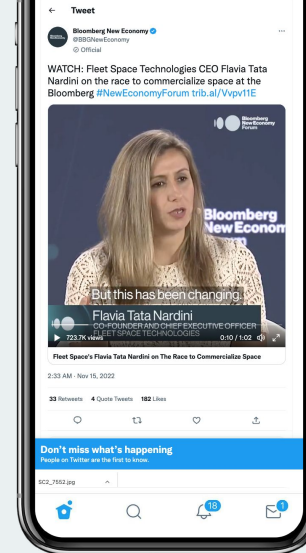 Tweet
Bloomberg New Economy
@BBGNewEconomy
Official
WATCH: Fleet Space Technologies CEO Flavia Tata
Nardini on the race to commercialize space at the
Bloomberg #NewEconomyForum trib.al/Vvpv11E
Bloomberg
NewEconomy
Forum
Bloomberg
New Econom
But this has been changing.
Flavia Tata Nardini
CO-FOUNDER AND CHIEF EXECUTIVE OFFICER
FLEET SPACE TECHNOLOGIES
723.7K views
0:10 / 1:02
Fleet Space's Flavia Tata Nardini on The Race to Commercialize Space
2:33 AM · Nov 15, 2022
33 Retweets 4 Quote Tweets 182 Likes
Don't miss what's happening
People on Twitter are the first to know.
SC2_7552.jpg
18
1